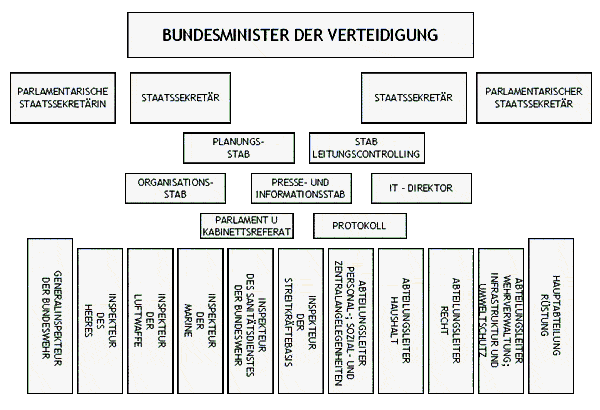 BUNDESMINISTER DER VERTEIDIGUNG
PARLAMENTARISCHE
STAATSSEKRETÄRIN
STAATSSEKRETÄR
STAATSSEKRETÄR
PARLAMENTARISCHER
STAATSSEKRETÄR
PLANUNGS-
STAB
STAB
LEITUNGSCONTROLLING
ORGANISATIONS-
STAB
PRESSE- UND
INFORMATIONSSTAB
IT - DIREKTOR
PARLAMENT U
KABINETTSREFERAT
PROTOKOLL
GENERALINSPEKTEUR
DER BUNDESWEHR
INSPEKTEUR
DES
HEERES
INSPEKTEUR
DER
LUFTWAFFE
INSPEKTEUR
DER
MARINE
INSPEKTEUR
DES SANITÄTSDIENSTES
DER BUNDESWEHR
INSPEKTEUR
DER
STREITKRÄFTEBASIS
ABTEILUNGSLEITER
PERSONAL-; SOZIAL- UND
ZENTRALANGELEGENHEITEN
ABTEILUNGSLEITER
HAUSHALT
ABTEILUNGSLEITER
RECHT
ABTEILUNGSLEITER
WEHRVERWALTUNG;
INFRASTRUKTUR UND
UMWELTSCHUTZ
HAUPTABTEILUNG
RÜSTUNG